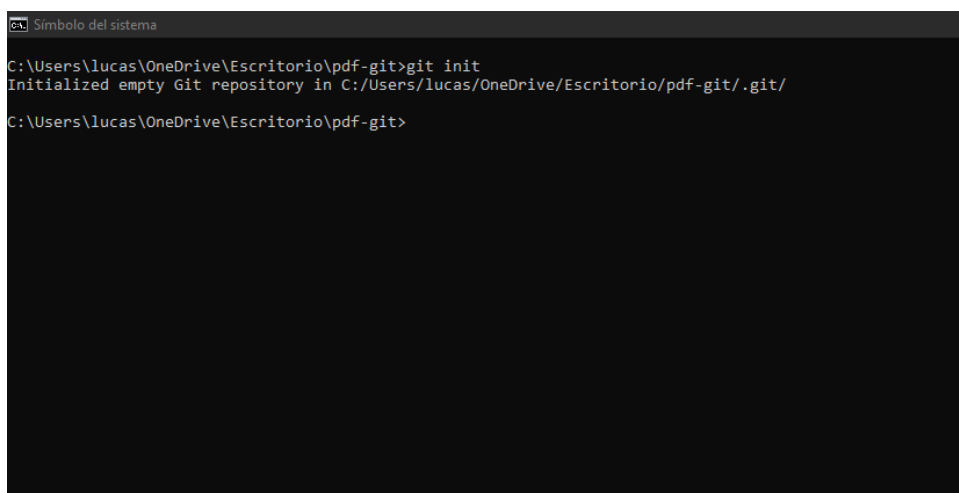 Símbolo del sistema
C:\Users\lucas\OneDrive\Escritorio\pdf-git>git init
Initialized empty Git repository in C:/Users/lucas/OneDrive/Escritorio/pdf-git/.git/
C:\Users\lucas\OneDrive\Escritorio\pdf-git>